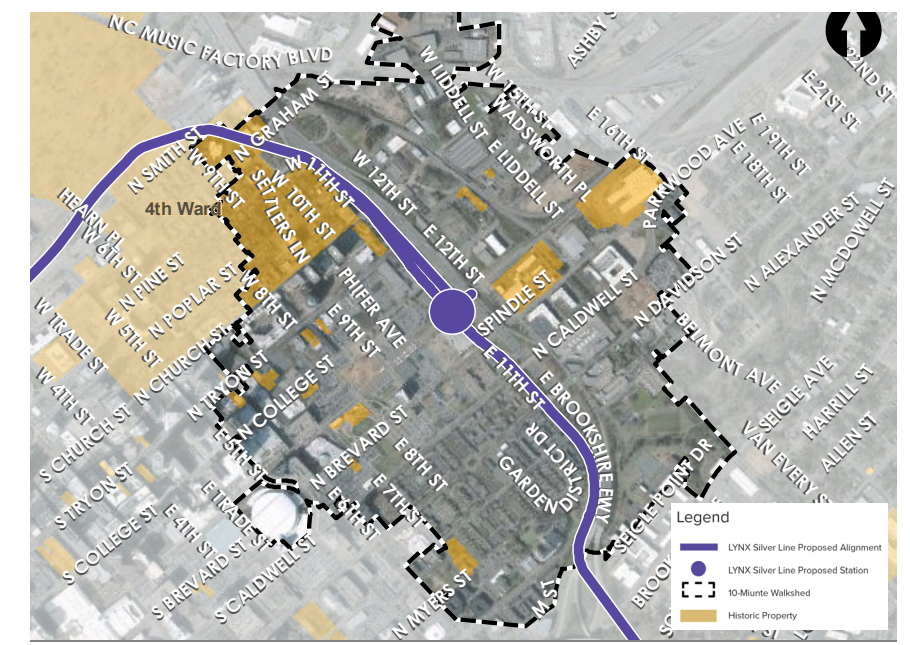 NC MUSIC FACTORY BLVD
ASHBY S
22ND ST
W LIDDELL ST
W 15TH ST
WADSWORTH PL
E 21ST ST
N GRAHAM ST
E 16TH ST
E 19TH ST
E 18TH ST
PARKWOOD AVE
N SMITH ST
W 9TH ST
W 11TH ST
W 12TH ST
E LIDDELL ST
SETTLERS LN
W 10TH ST
4th Ward
HEARN PL
W 6TH ST
N PINE ST
N POPLAR ST
W 8TH ST
E 12TH ST
N ALEXANDER ST
N MCDOWELL ST
N DAVIDSON ST
PHIFER AVE
E 9TH ST
SPINDLE ST
N CALDWELL ST
W TRADE ST
W 5TH ST
N CHURCH ST
BELMONT AVE
W 4TH ST
N TRYON ST
N COLLEGE ST
E 11TH ST
E BROOKSHIRE FWY
SEIGLE AVE
HARRILL ST
S CHURCH ST
E 5TH ST
N BREVARD ST
E 8TH ST
GARDEN DISTRICT DR
VAN EVERY ST
ALLEN ST
S TRYON ST
E TRADE ST
E 6TH ST
E 7TH ST
SEIGLE POINT DR
S COLLEGE ST
E 4TH ST
S BREVARD ST
S CALDWELL ST
N MYERS ST
M ST
BROOK
Legend
LYNX Silver Line Proposed Alignment
LYNX Silver Line Proposed Station
10-Miunte Walkshed
Historic Property